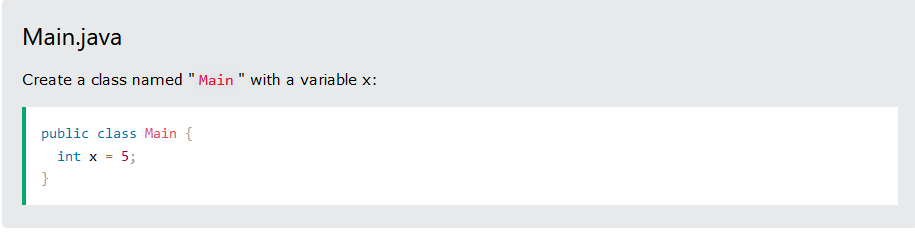 Main.java
Create a class named "Main" with a variable x:
public class Main {
  int x = 5;
}